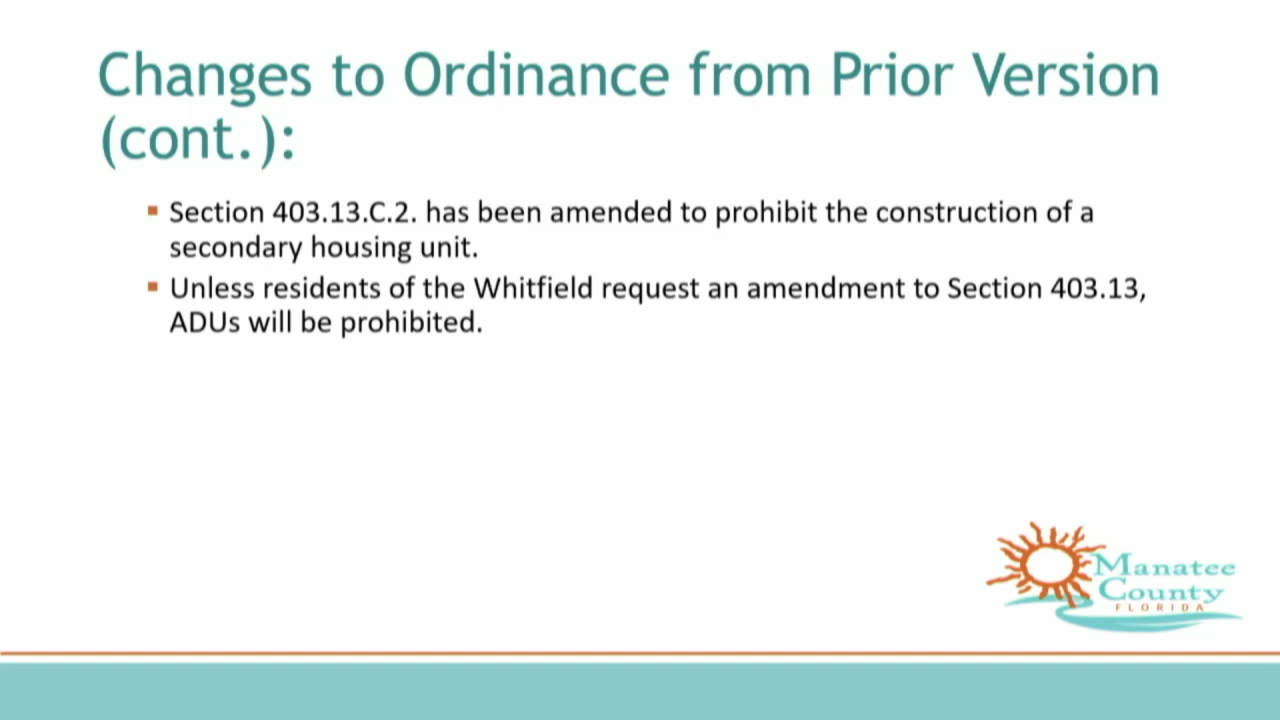 Changes to Ordinance from Prior Version
(cont.):
Section 403.13.C.2. has been amended to prohibit the construction of a
secondary housing unit.
Unless residents of the Whitfield request an amendment to Section 403.13,
ADUs will be prohibited.
Manatee
County
FLORIDA